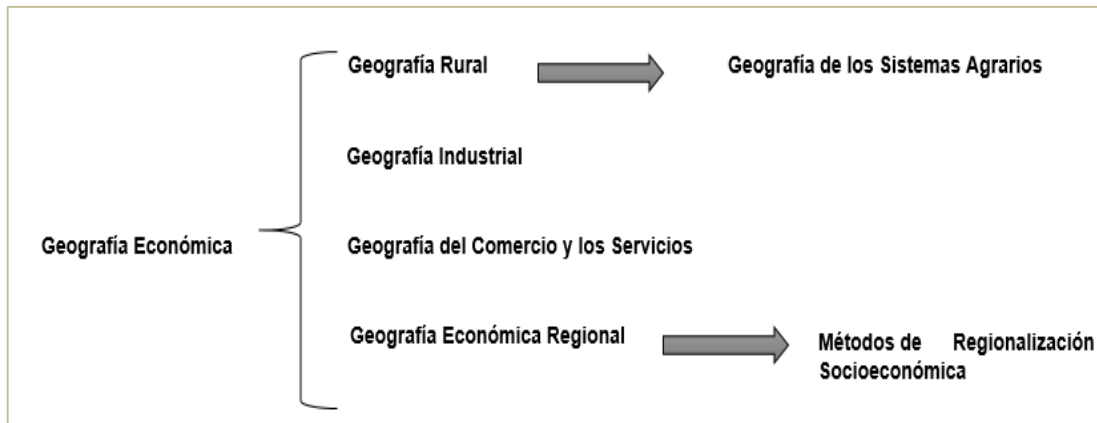 Geografía Rural
Geografía de los Sistemas Agrarios
Geografía Industrial
Geografía Económica
Geografía del Comercio y los Servicios
Geografía Económica Regional
Métodos de Regionalización
Socioeconómica